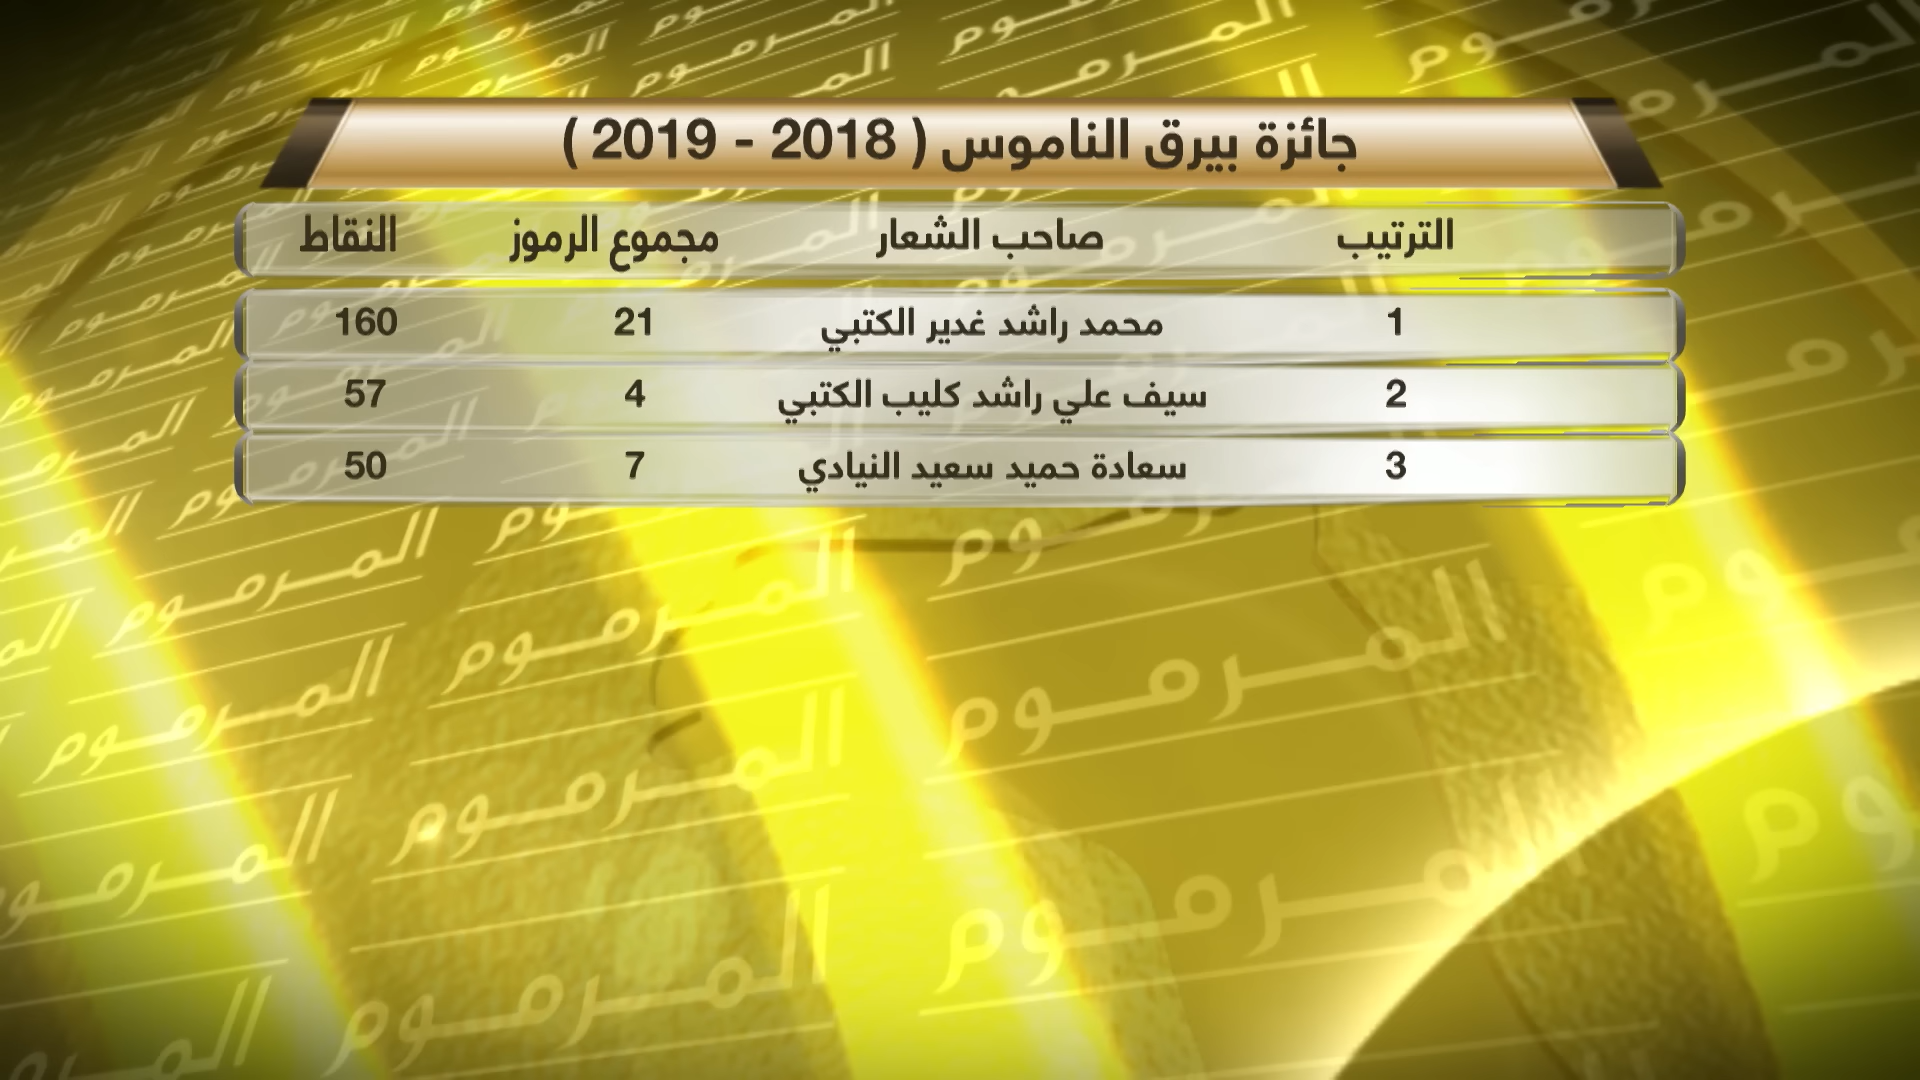 جائزة بيرق الناموس ( 2018 - 2019 )
الترتيب صاحب الشعار مجموع الرموز النقاط
1 محمد راشد غدير الكتبي 21 160
2 سيف علي راشد كليب الكتبي 4 57
3 سعادة حميد سعيد النيادي 7 50
المرموم